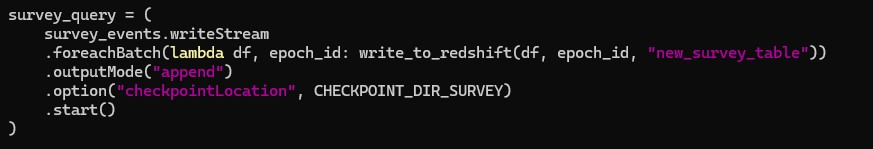 survey_query = (
    survey_events.writeStream
    .foreachBatch(lambda df, epoch_id: write_to_redshift(df, epoch_id, "new_survey_table"))
    .outputMode("append")
    .option("checkpointLocation", CHECKPOINT_DIR_SURVEY)
    .start()
)